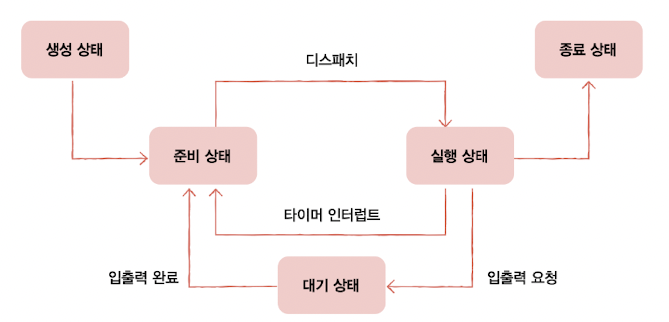 생성 상태
종료 상태
디스패치
준비 상태
실행 상태
타이머 인터럽트
입출력 완료
대기 상태
입출력 요청